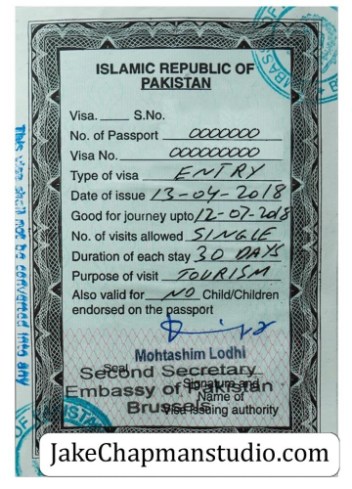 ISLAMIC REPUBLIC OF
PAKISTAN
Visa.____ S.No.
No. of Passport 0000000
Visa No. 000000000
Type of visa ENTRY
Date of issue 13-04-2018
Good for journey upto 12-07-2018
No. of visits allowed SINGLE
Duration of each stay 30 DAYS
Purpose of visit TOURISM
Also valid for NO Child/Children
endorsed on the passport
Mohtashim Lodhi
Seal
Second Secretary
Signature and
Embassy of Pakistan
Name of
Brussels
Visa issuing authority
This visa shall not be converted into any
JakeChapmanstudio.com